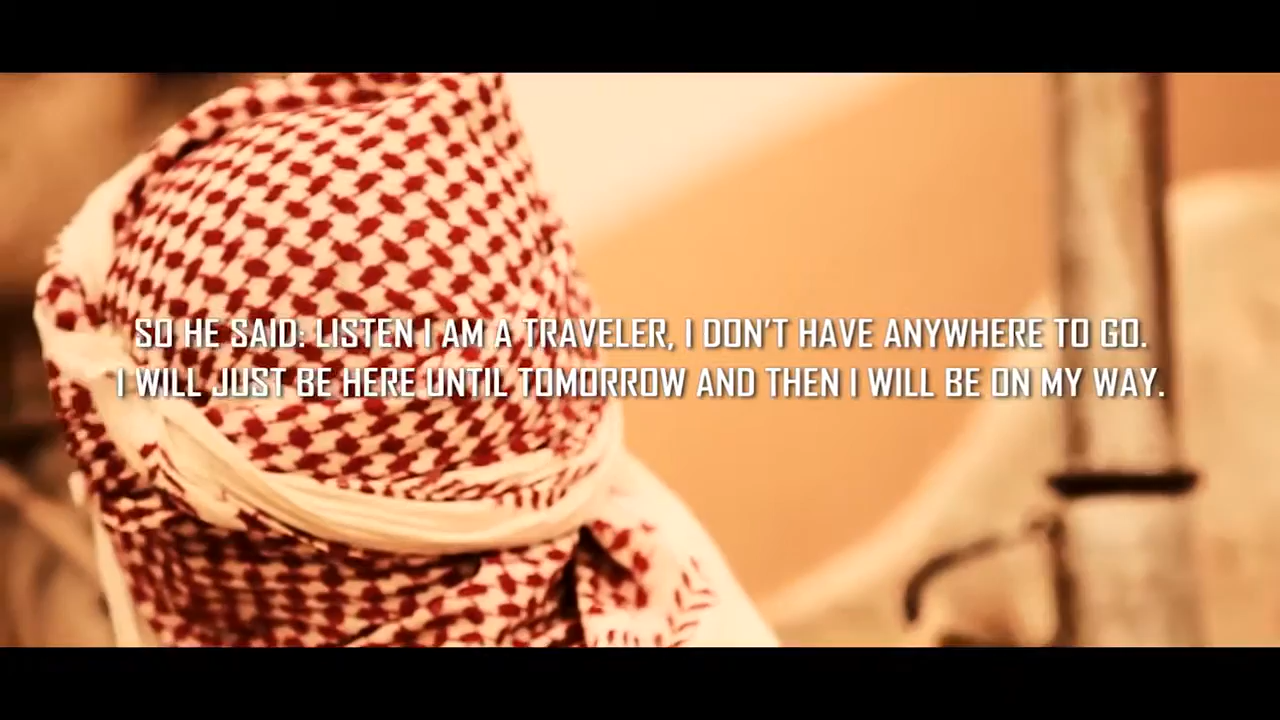 SO HE SAID: LISTEN I AM A TRAVELER, I DON'T HAVE ANYWHERE TO GO.
I WILL JUST BE HERE UNTIL TOMORROW AND THEN I WILL BE ON MY WAY.